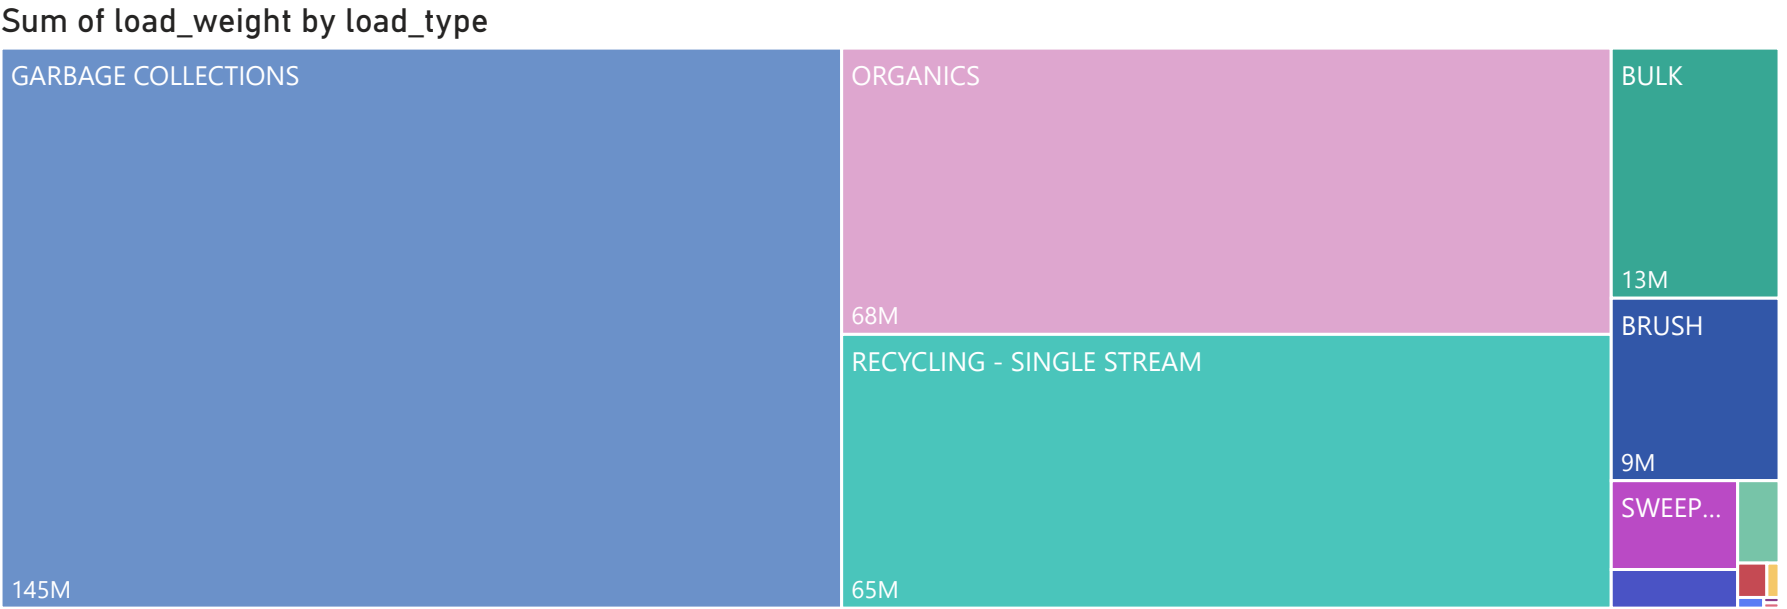 Sum of load_weight by load_type
GARBAGE COLLECTIONS
145M
ORGANICS
68M
RECYCLING - SINGLE STREAM
65M
BULK
13M
BRUSH
9M
SWEEP...